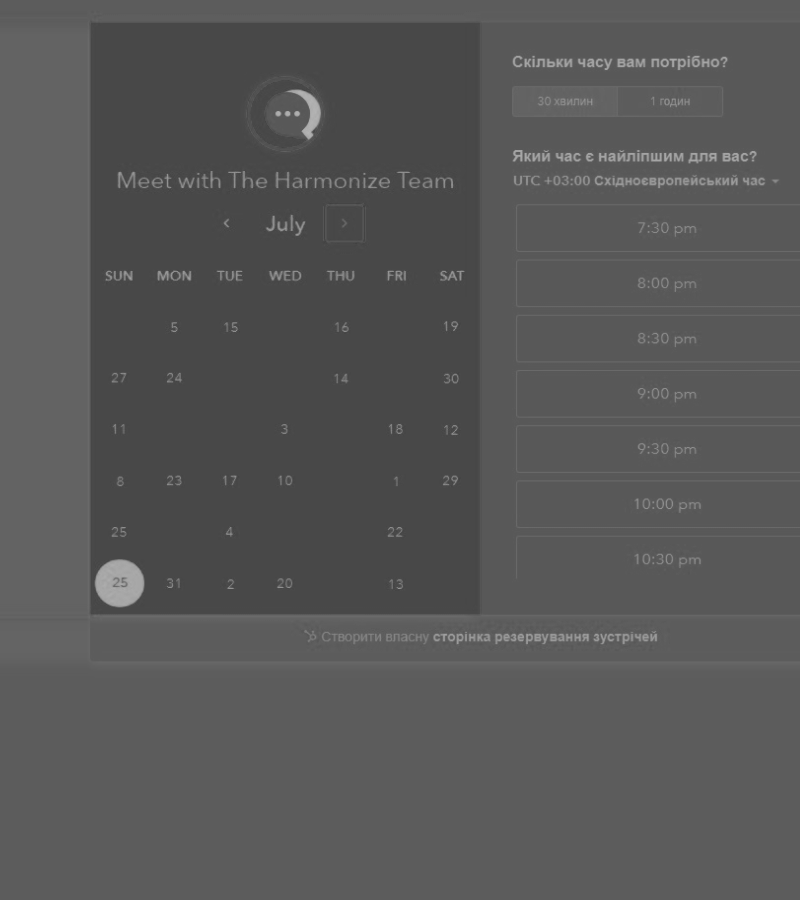 Meet with The Harmonize Team
July
SUN MON TUE WED THU FRI SAT
5 15 16 19
27 24 14 30
11 3 18 12
8 23 17 10 1 29
25 4 22
25 31 2 20 13
Скільки часу вам потрібно?
30 хвилин 1 годин
Який час є найліпшим для вас?
UTC +03:00 Східноєвропейський час
7:30 pm
8:00 pm
8:30 pm
9:00 pm
9:30 pm
10:00 pm
10:30 pm
Створити власну сторінка резервування зустрічей